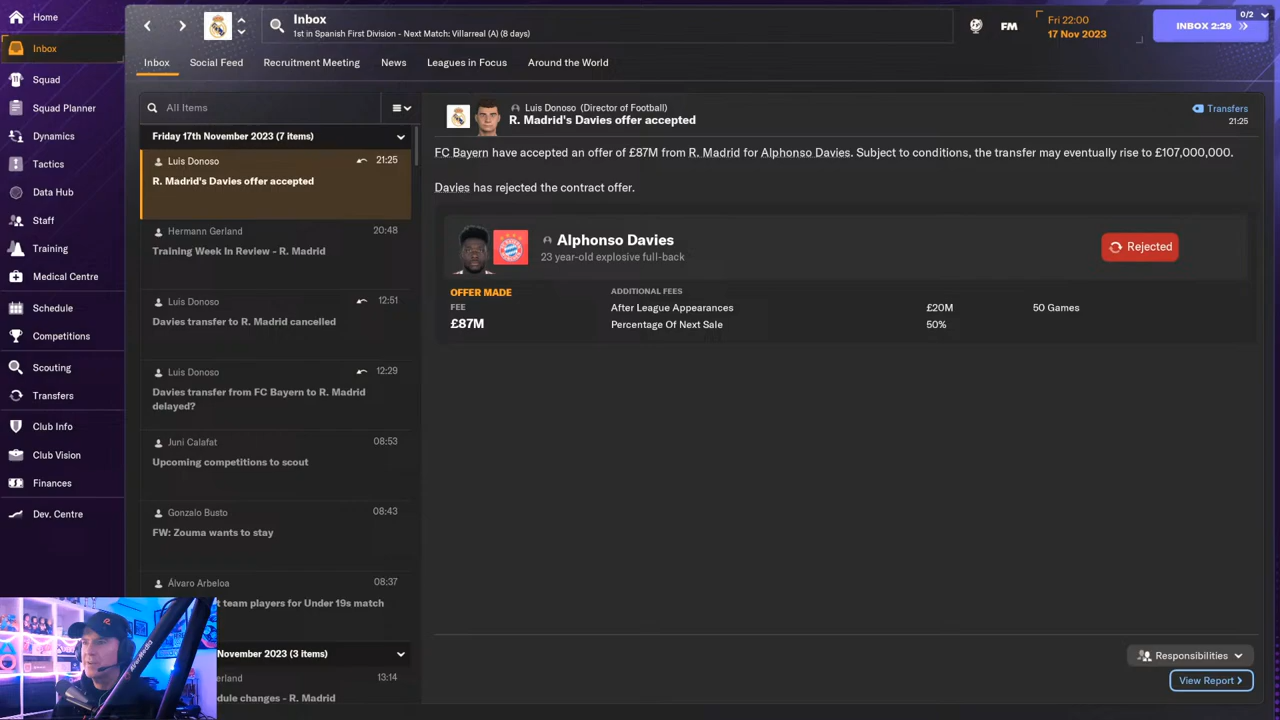 Home
Inbox
Squad
Squad Planner
Dynamics
Tactics
Data Hub
Staff
Training
Medical Centre
Schedule
Competitions
Scouting
Transfers
Club Info
Club Vision
Finances
Dev. Centre
Inbox
1st in Spanish First Division - Next Match: Villarreal (A) (8 days)
FM
Fri 22:00
17 Nov 2023
0/2
INBOX 2:29
Inbox Social Feed Recruitment Meeting News Leagues in Focus Around the World
All Items
Friday 17th November 2023 (7 items)
Luis Donoso 21:25
R. Madrid's Davies offer accepted
Hermann Gerland 20:48
Training Week In Review - R. Madrid
Luis Donoso 12:51
Davies transfer to R. Madrid cancelled
Luis Donoso 12:29
Davies transfer from FC Bayern to R. Madrid
delayed?
Juni Calafat 08:53
Upcoming competitions to scout
Gonzalo Busto 08:43
FW: Zouma wants to stay
Álvaro Arbeloa 08:37
t team players for Under 19s match
November 2023 (3 items)
erland 13:14
dule changes - R. Madrid
Luis Donoso (Director of Football)
R. Madrid's Davies offer accepted
Transfers
21:25
FC Bayern have accepted an offer of £87M from R. Madrid for Alphonso Davies. Subject to conditions, the transfer may eventually rise to £107,000,000.
Davies has rejected the contract offer.
Alphonso Davies
23 year-old explosive full-back
Rejected
OFFER MADE
FEE
£87M
ADDITIONAL FEES
After League Appearances £20M 50 Games
Percentage Of Next Sale 50%
Responsibilities
View Report